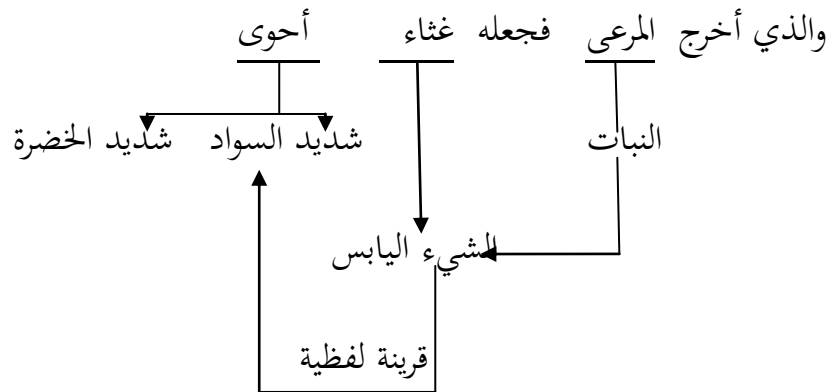 والذي أخرج المرعى فجعله غثاء أحوى
النبات شديد السواد شديد الخضرة
الشيء اليابس
قرينة لفظية